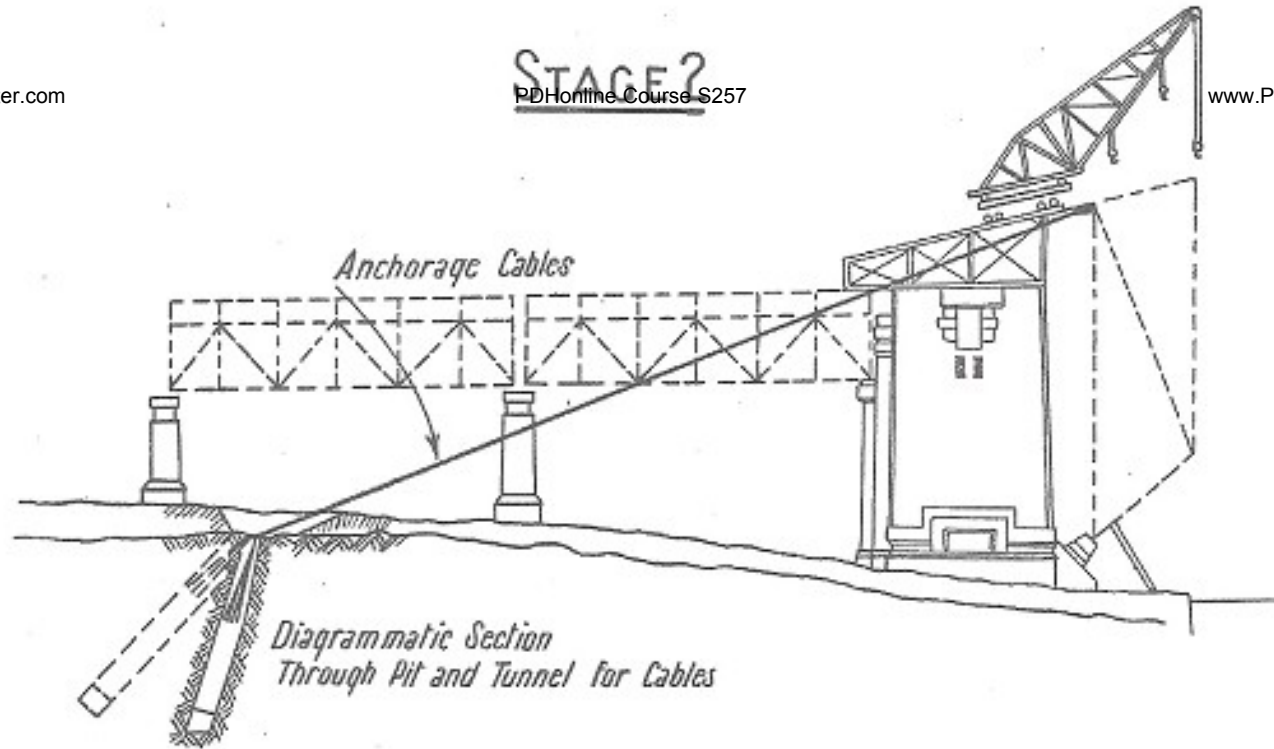 STAGE 2
er.com
PDHonline Course S257
www.P
Anchorage Cables
Diagrammatic Section
Through Pit and Tunnel for Cables